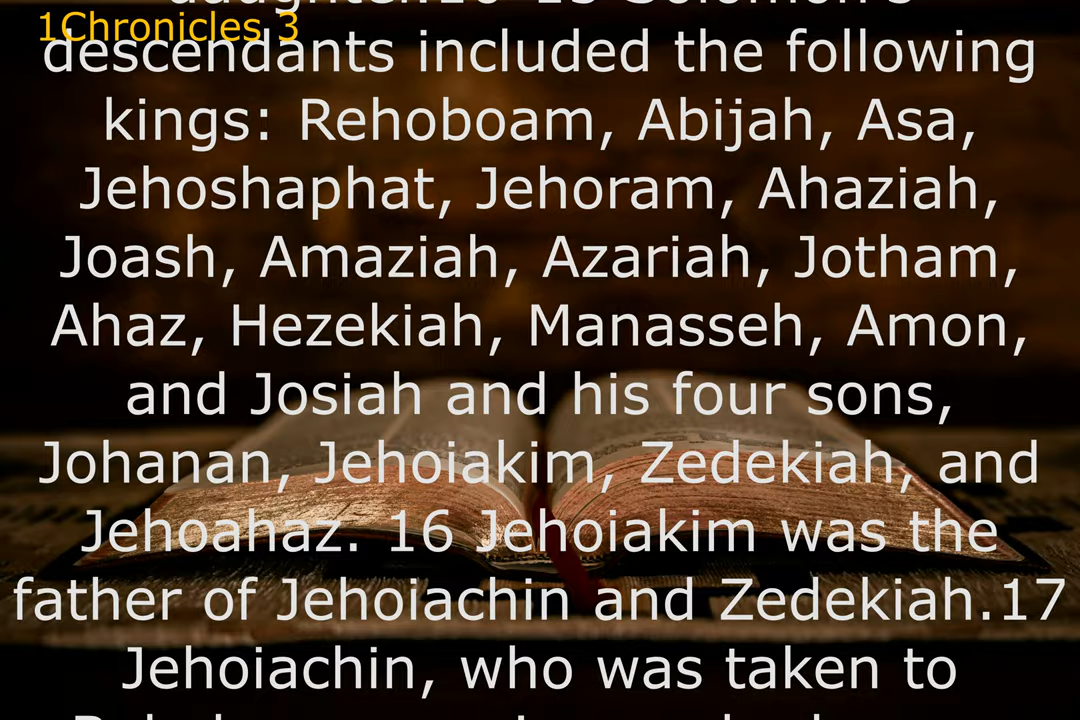 1Chronicles 3
descendants included the following
kings: Rehoboam, Abijah, Asa,
Jehoshaphat, Jehoram, Ahaziah,
Joash, Amaziah, Azariah, Jotham,
Ahaz, Hezekiah, Manasseh, Amon,
and Josiah and his four sons,
Johanan, Jehoiakim, Zedekiah, and
Jehoahaz. 16 Jehoiakim was the
father of Jehoiachin and Zedekiah.17
Jehoiachin, who was taken to